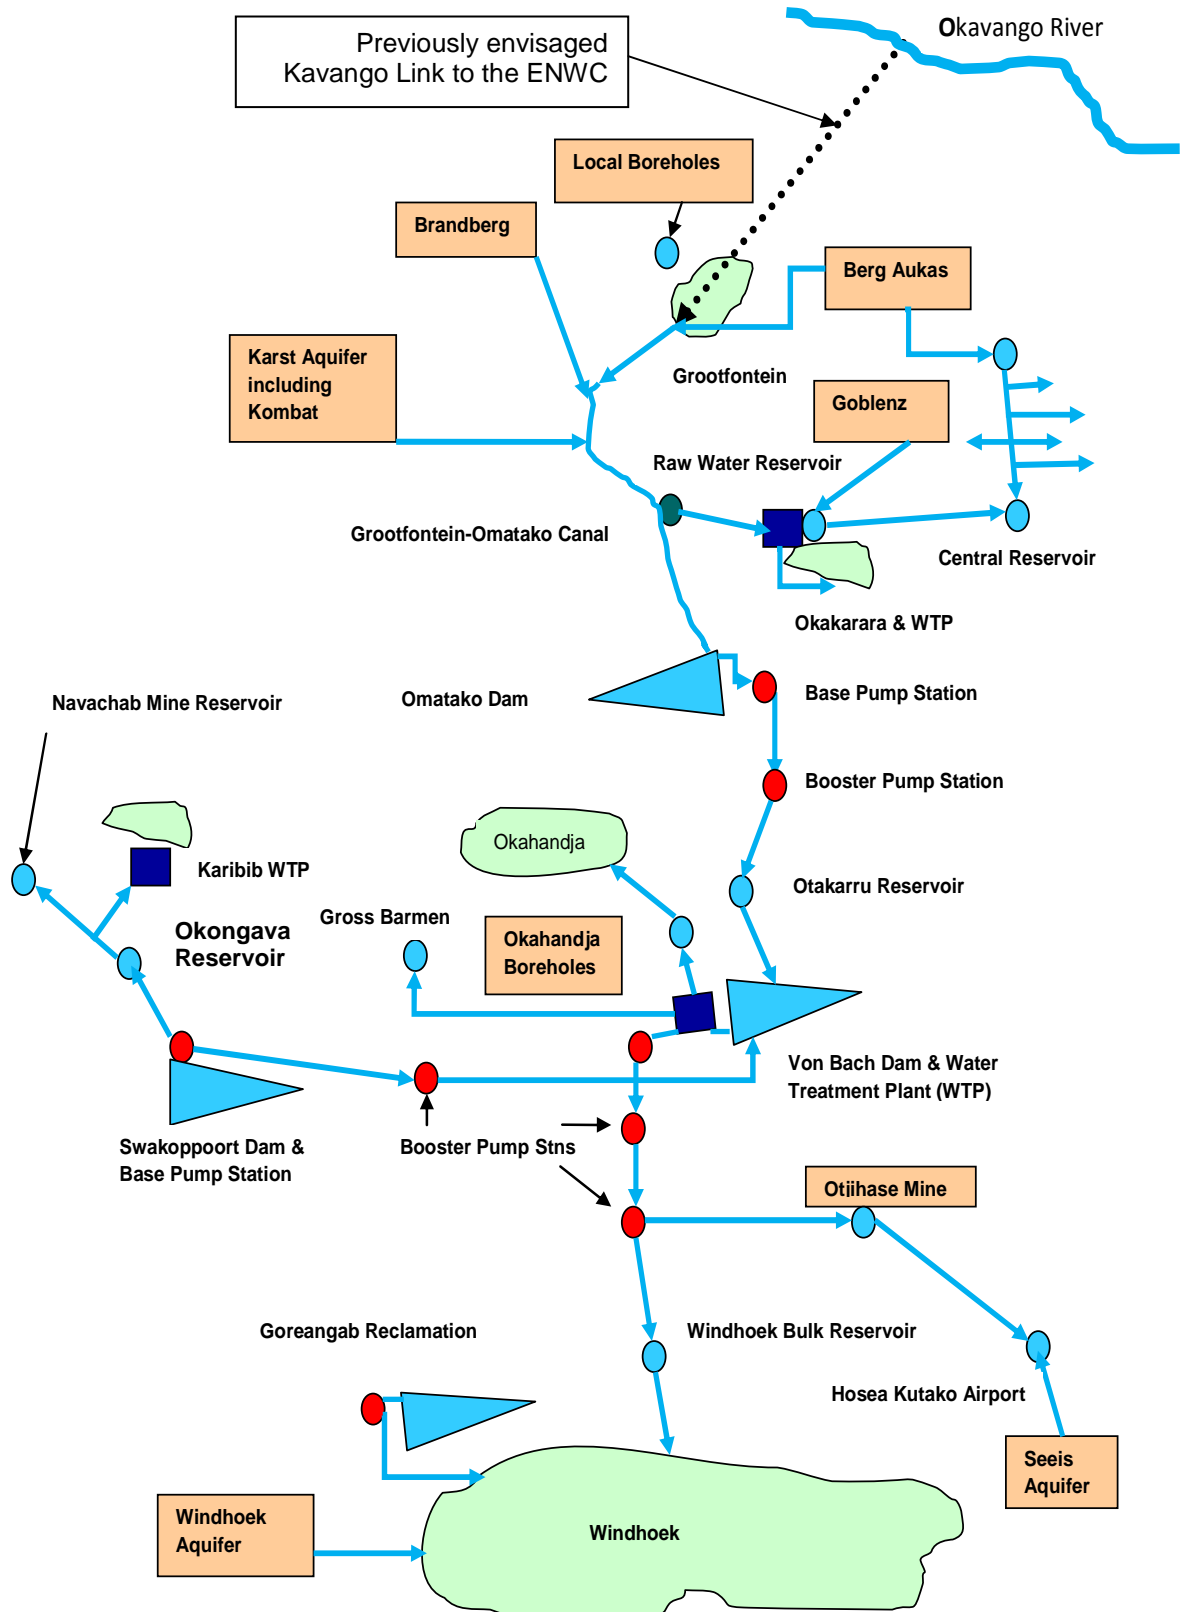 Okavango River
Previously envisaged
Kavango Link to the ENWC
Local Boreholes
Brandberg
Berg Aukas
Karst Aquifer
including
Kombat
Grootfontein
Goblenz
Raw Water Reservoir
Grootfontein-Omatako Canal
Central Reservoir
Okakarara & WTP
Navachab Mine Reservoir
Omatako Dam
Base Pump Station
Booster Pump Station
Okahandja
Karibib WTP
Otakarru Reservoir
Gross Barmen
Okongava
Reservoir
Okahandja
Boreholes
Von Bach Dam & Water
Treatment Plant (WTP)
Swakoppoort Dam &
Base Pump Station
Booster Pump Stns
Otjihase Mine
Goreangab Reclamation
Windhoek Bulk Reservoir
Hosea Kutako Airport
Seeis
Aquifer
Windhoek
Aquifer
Windhoek